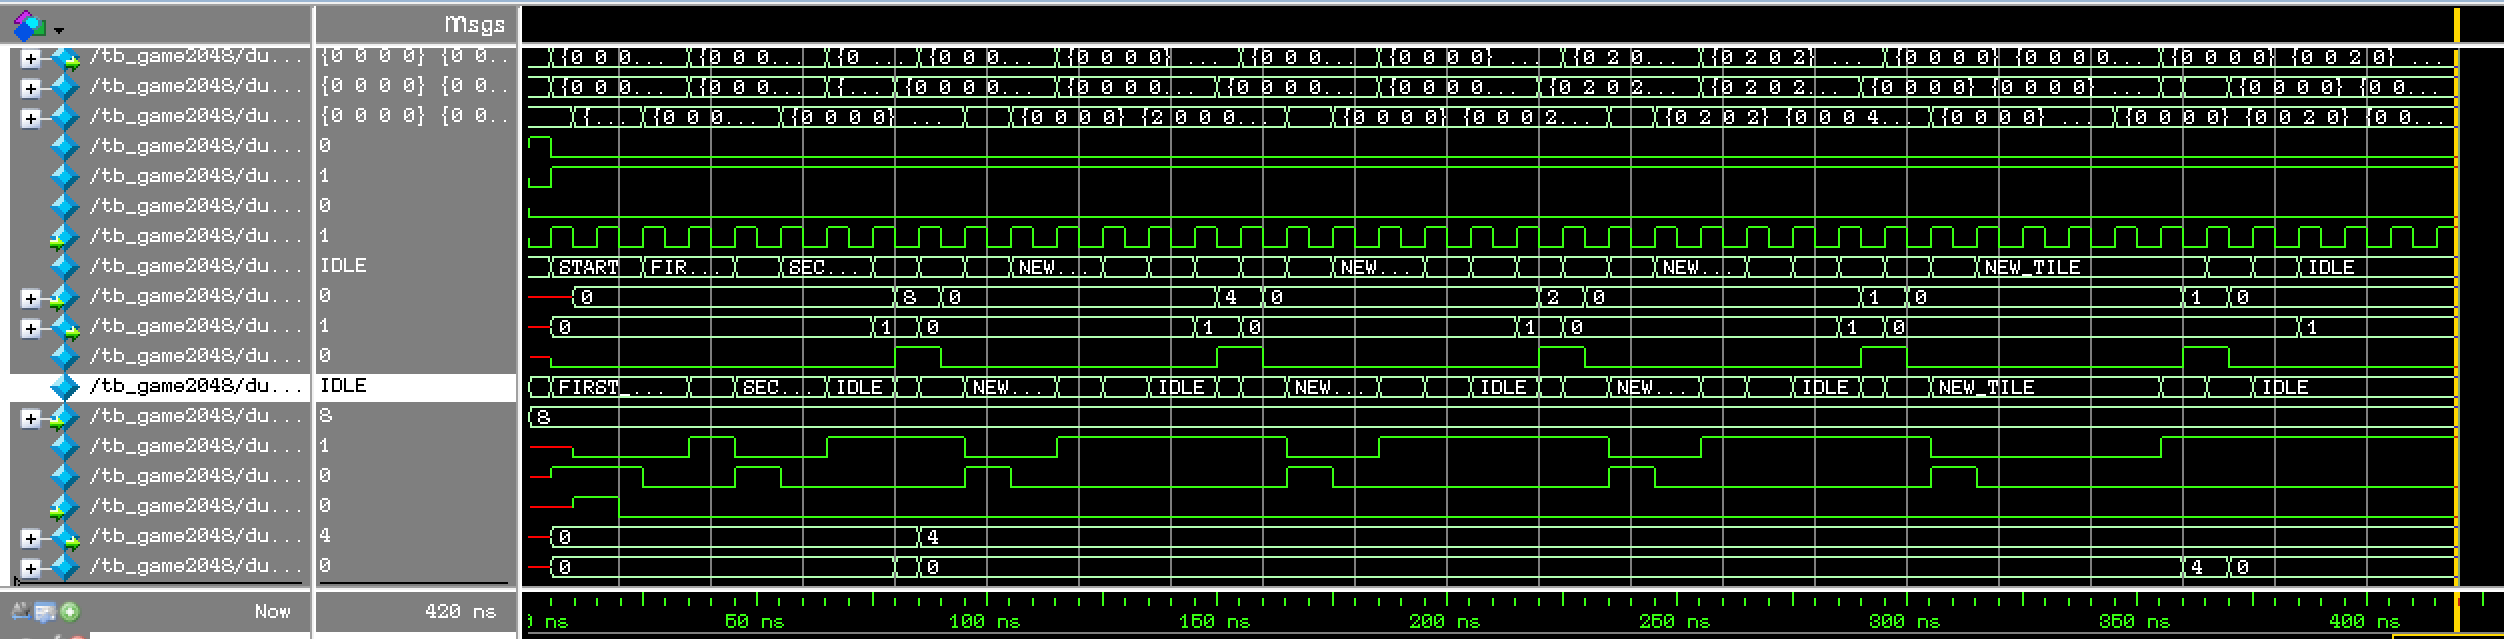 Msgs
/tb_game2048/du... {0 0 0 0} {0 0.. {0 0 0... {0 0 0... {0 ... {0 0 0... {0 0 0 0} ... {0 0 0... {0 0 0 0} ... {0 2 0... {0 2 0 2} ... {0 0 0 0} {0 0 0 0... {0 0 0 0} {0 0 2 0} ...
/tb_game2048/du... {0 0 0 0} {0 0.. {0 0 0... {0 0 0... {... {0 0 0 0... {0 0 0 0... {0 0 0 0... {0 0 0 0... {0 2 0 2... {0 2 0 2... {0 0 0 0} {0 0 0 0} ... {0 0 0 0} {0 0...
/tb_game2048/du... {0 0 0 0} {0 0.. {... {0 0 0... {0 0 0 0} ... {0 0 0 0} {2 0 0 0... {0 0 0 0} {0 0 0 2... {0 2 0 2} {0 0 0 4... {0 0 0 0} ... {0 0 0 0} {0 0 2 0} {0 0...
/tb_game2048/du... 0
/tb_game2048/du... 1
/tb_game2048/du... 0
/tb_game2048/du... 1
/tb_game2048/du... IDLE START FIR... SEC... NEW... NEW... NEW... NEW_TILE IDLE
/tb_game2048/du... 0 0 8 0 4 0 2 0 1 0 1 0
/tb_game2048/du... 1 0 1 0 1 0 1 0 1 0 1
/tb_game2048/du... 0
/tb_game2048/du... IDLE FIRST_... SEC... IDLE NEW... IDLE NEW... IDLE NEW... IDLE NEW_TILE IDLE
/tb_game2048/du... 8 8
/tb_game2048/du... 1
/tb_game2048/du... 0
/tb_game2048/du... 0
/tb_game2048/du... 4 0 4
/tb_game2048/du... 0 0 0 4 0
Now 420 ns ns 50 ns 100 ns 150 ns 200 ns 250 ns 300 ns 350 ns 400 ns